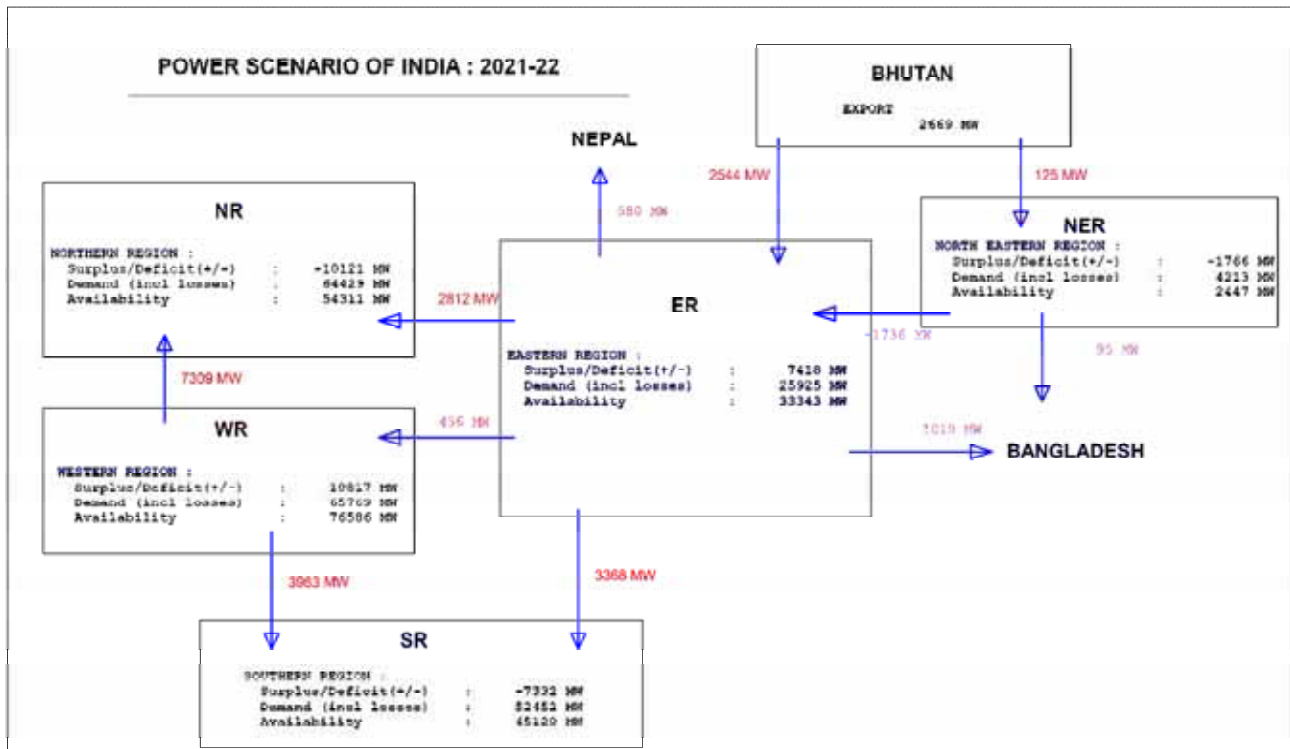 POWER SCENARIO OF INDIA : 2021-22
BHUTAN
EXPORT
2669 MW
NEPAL
2544 MW
125 MW
580 MW
NR
NORTHERN REGION :
Surplus/Deficit(+/-) : -10121 MW
Demand (incl losses) : 64429 MW
Availability : 54311 MW
NER
NORTH EASTERN REGION :
Surplus/Deficit(+/-) : -1766 MW
Demand (incl losses) : 4213 MW
Availability : 2447 MW
2812 MW
ER
EASTERN REGION :
Surplus/Deficit(+/-) : 7418 MW
Demand (incl losses) : 25925 MW
Availability : 33343 MW
-1736 MW
95 MW
7309 MW
WR
WESTERN REGION :
Surplus/Deficit(+/-) : 10817 MW
Demand (incl losses) : 65769 MW
Availability : 76586 MW
456 MW
MW
BANGLADESH
3963 MW
3368 MW
SR
SOUTHERN REGION :
Surplus/Deficit(+/-) : -7332 MW
Demand (incl losses) : 52452 MW
Availability : 45120 MW